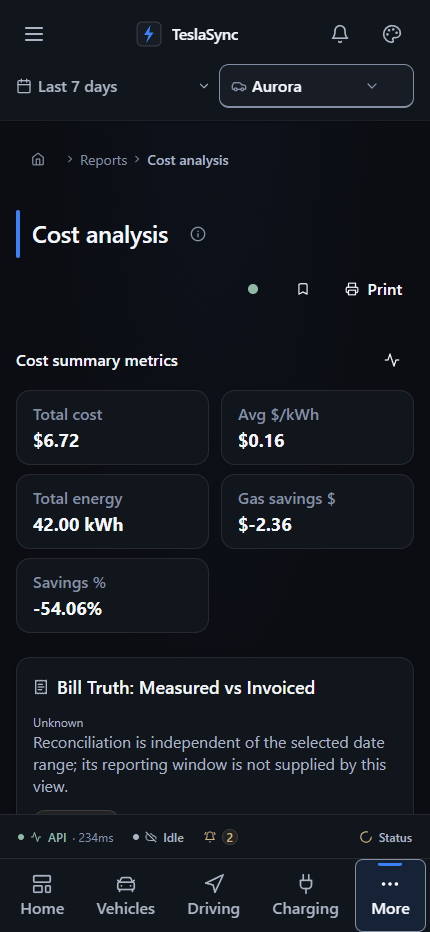 TeslaSync
Last 7 days
Aurora
Reports
Cost analysis
Cost analysis
Print
Cost summary metrics
Total cost
$6.72
Avg $/kWh
$0.16
Total energy
42.00 kWh
Gas savings $
$-2.36
Savings %
-54.06%
Bill Truth: Measured vs Invoiced
Unknown
Reconciliation is independent of the selected date
range; its reporting window is not supplied by this
view.
API · 234ms
Idle
2
Status
Home
Vehicles
Driving
Charging
More